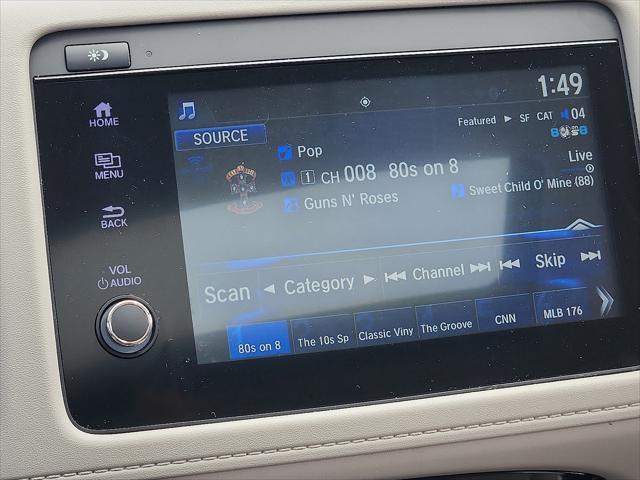 1:49
HOME
SOURCE
Featured ▶ SF CAT 04
Pop
Live
MENU
1 CH 008 80s on 8
Guns N' Roses
Sweet Child O' Mine (88)
BACK
VOL
AUDIO
Scan ◀ Category ▶ Channel Skip
80s on 8 The 10s Sp Classic Viny The Groove CNN MLB 176